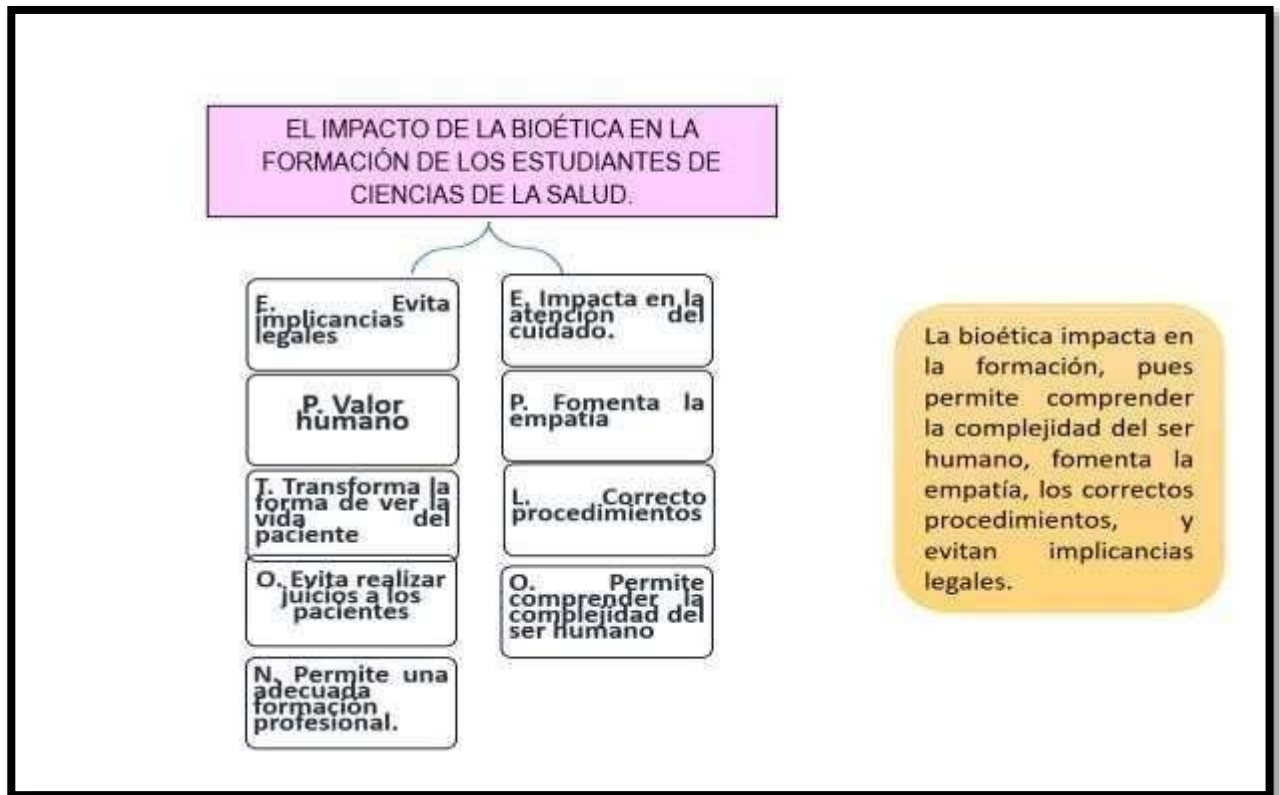 EL IMPACTO DE LA BIOÉTICA EN LA
FORMACIÓN DE LOS ESTUDIANTES DE
CIENCIAS DE LA SALUD.
E. Evita
implicancias
legales
P. Valor
humano
T. Transforma la
forma de ver la
vida del
paciente
O. Evita realizar
juicios a los
pacientes
N. Permite una
adecuada
formación
profesional.
E. Impacta en la
atención del
cuidado.
P. Fomenta la
empatía
L. Correcto
procedimientos
O. Permite
comprender la
complejidad del
ser humano
La bioética impacta en
la formación, pues
permite comprender
la complejidad del ser
humano, fomenta la
empatía, los correctos
procedimientos, y
evitan implicancias
legales.